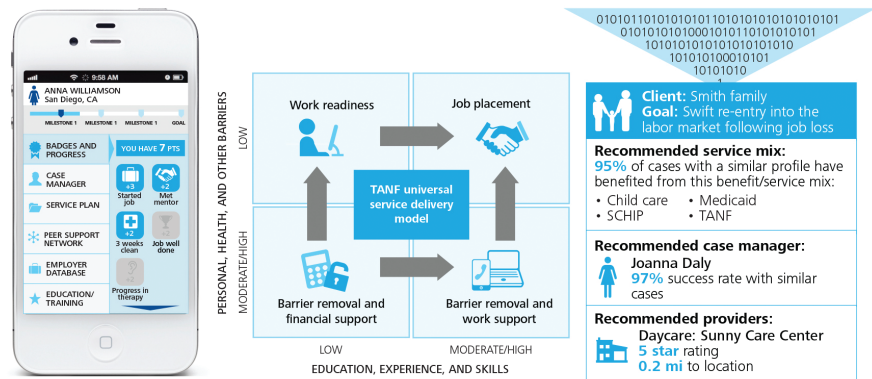 9:58 AM
ANNA WILLIAMSON
San Diego, CA
MILESTONE 1 MILESTONE 1 MILESTONE 1 GOAL
BADGES AND
PROGRESS
CASE
MANAGER
SERVICE PLAN
PEER SUPPORT
NETWORK
EMPLOYER
DATABASE
EDUCATION/
TRAINING
YOU HAVE 7 PTS
+3
Started
job
+2
Met
mentor
+2
3 weeks
clean
Job well
done
Progress in
therapy
PERSONAL, HEALTH, AND OTHER BARRIERS
LOW
MODERATE/HIGH
Work readiness
Job placement
TANF universal
service delivery
model
Barrier removal and
financial support
Barrier removal and
work support
LOW
MODERATE/HIGH
EDUCATION, EXPERIENCE, AND SKILLS
Client: Smith family
Goal: Swift re-entry into the
labor market following job loss
Recommended service mix:
95% of cases with a similar profile have
benefited from this benefit/service mix:
• Child care • Medicaid
• SCHIP • TANF
Recommended case manager:
Joanna Daly
97% success rate with similar
cases
Recommended providers:
Daycare: Sunny Care Center
5 star rating
0.2 mi to location